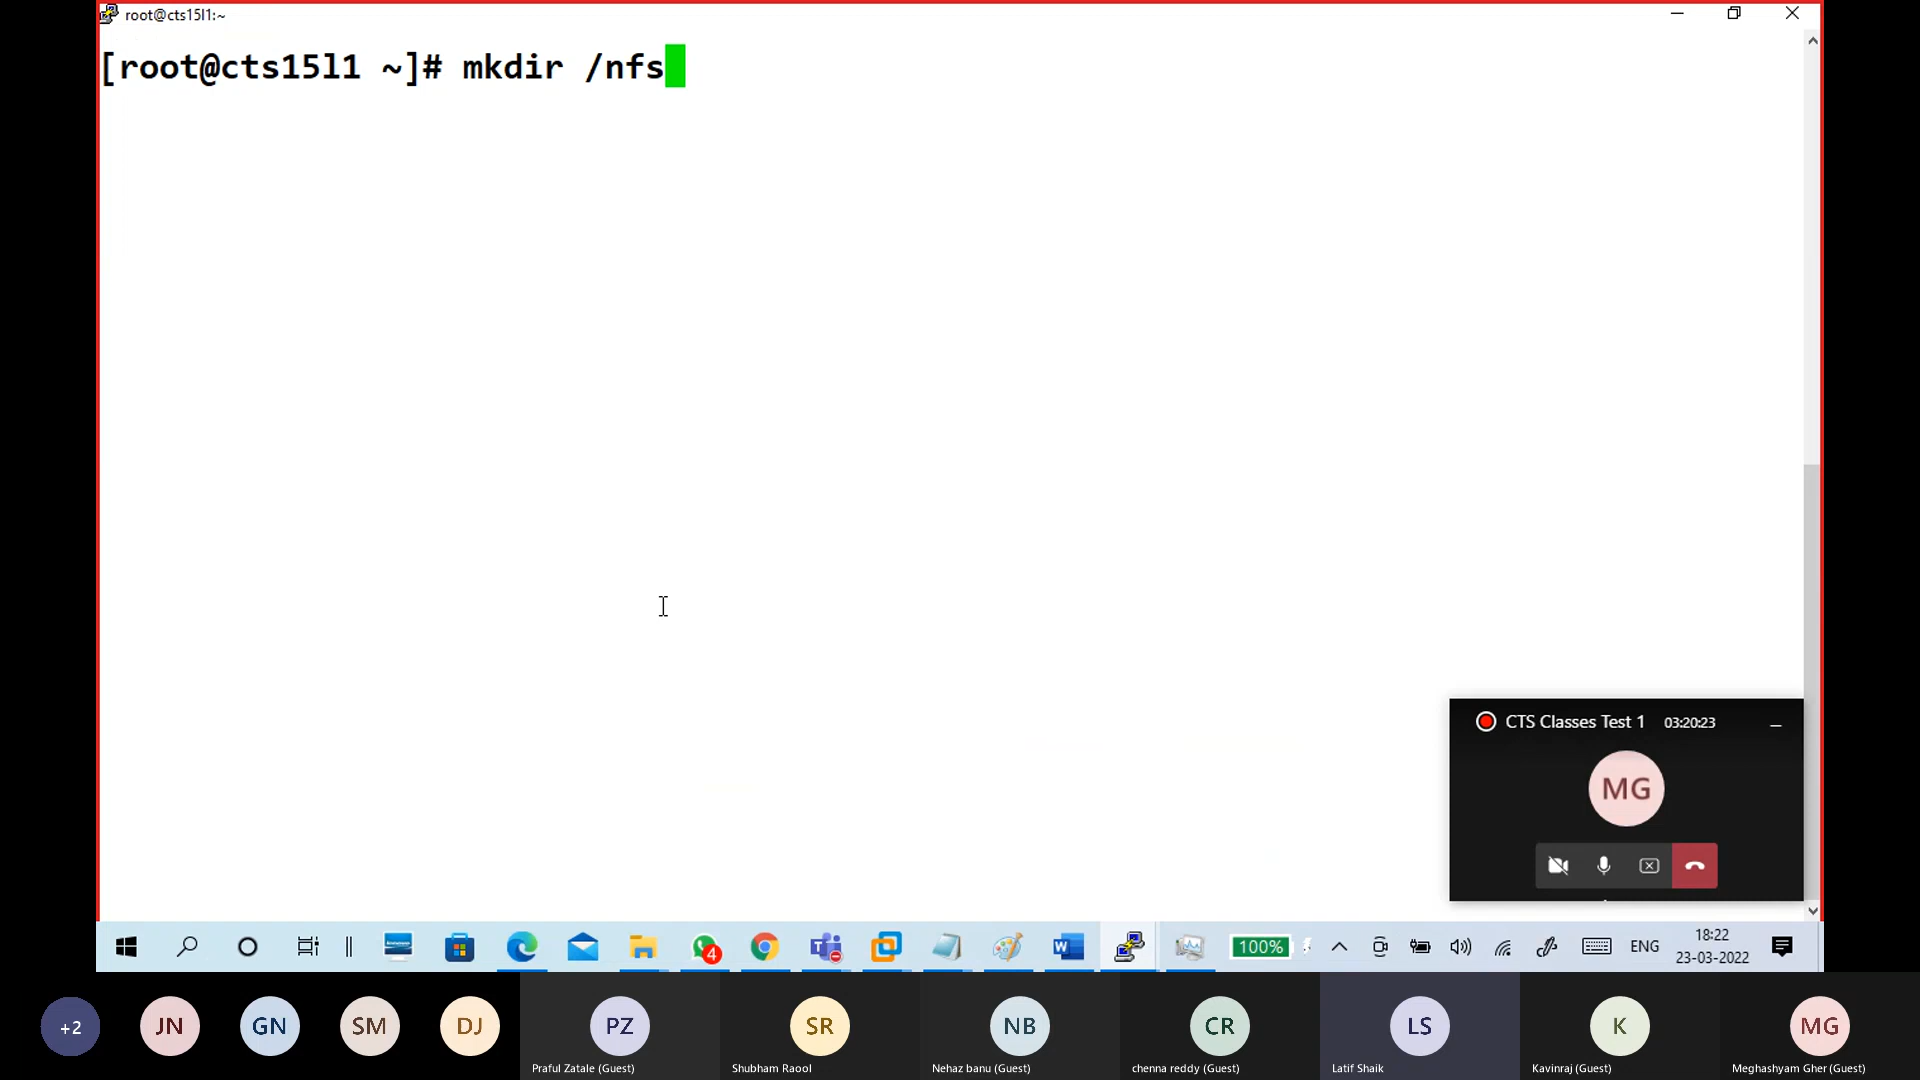 root@cts15l1:~
[root@cts15l1 ~]# mkdir /nfs
CTS Classes Test 1 03:20:23
MG
4
W
100%
ENG
18:22
23-03-2022
+2
JN
GN
SM
DJ
PZ
Praful Zatale (Guest)
SR
Shubham Raool
NB
Nehaz banu (Guest)
CR
chenna reddy (Guest)
LS
Latif Shaik
K
Kavinraj (Guest)
MG
Meghashyam Gher (Guest)